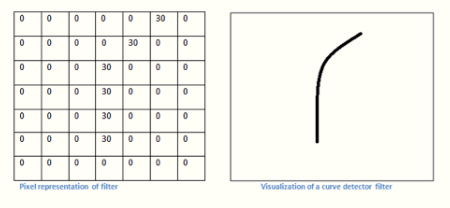 0 0 0 0 0 30 0
0 0 0 0 30 0 0
0 0 0 30 0 0 0
0 0 0 30 0 0 0
0 0 0 30 0 0 0
0 0 0 30 0 0 0
0 0 0 0 0 0 0
Pixel representation of filter
Visualization of a curve detector filter